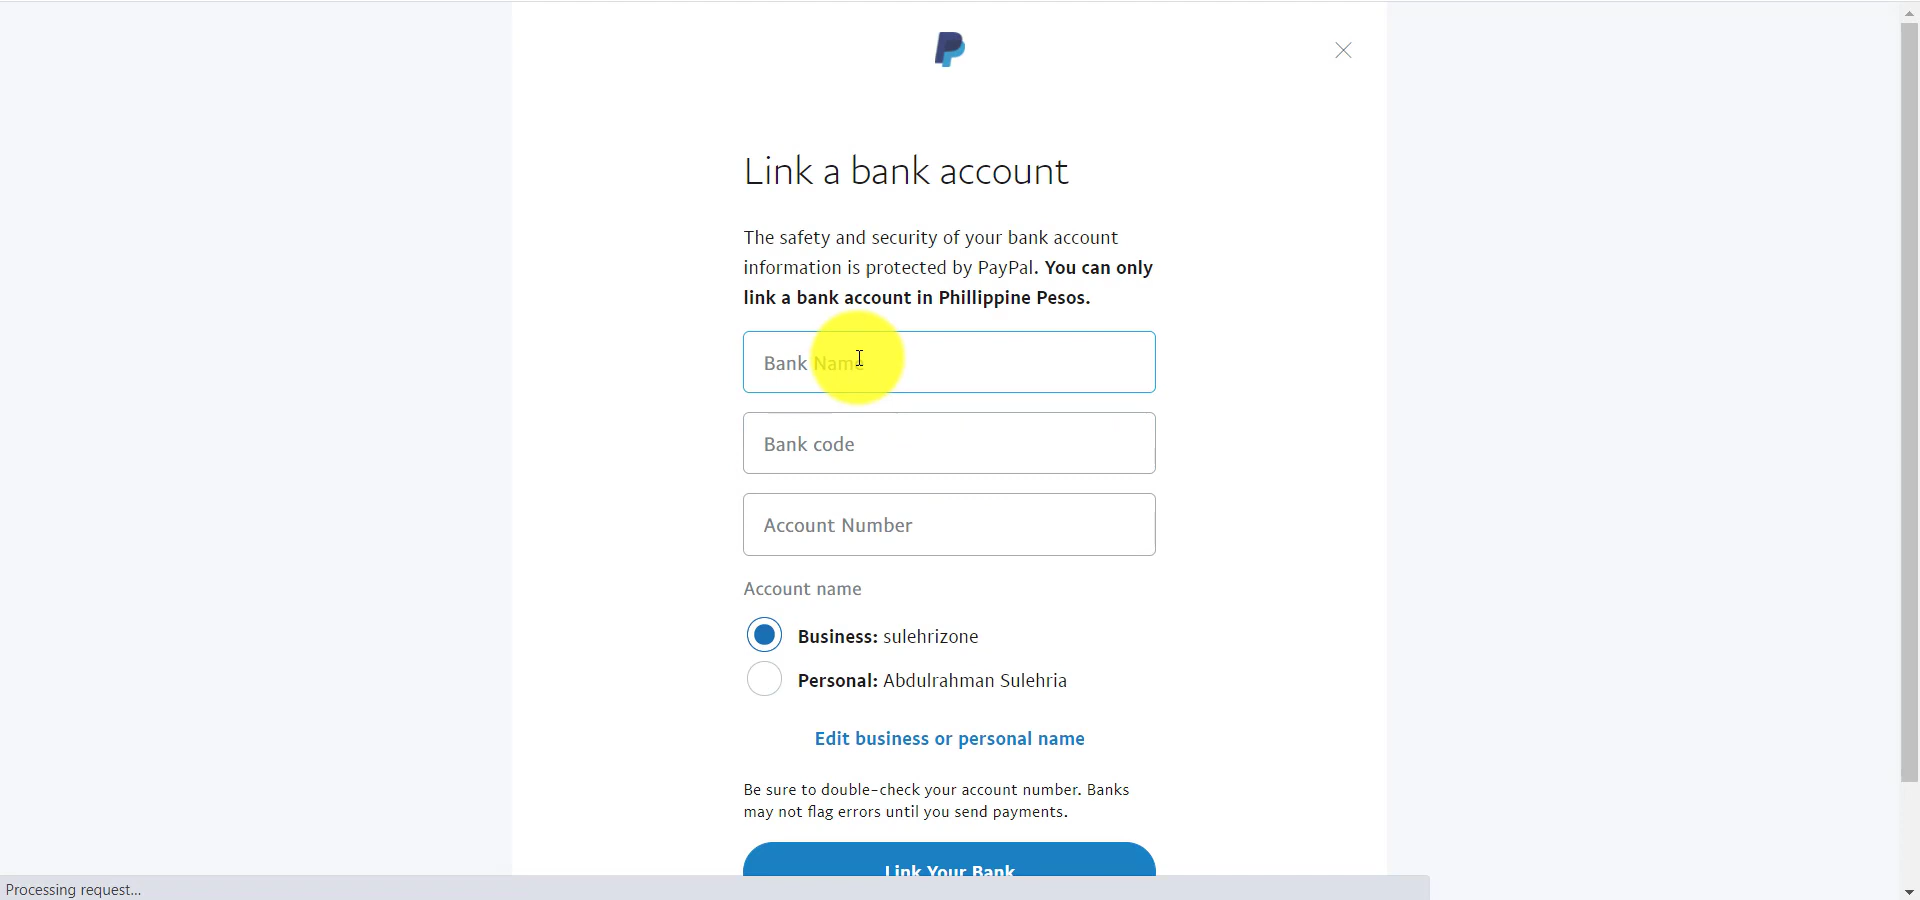 Link a bank account
The safety and security of your bank account
information is protected by PayPal. You can only
link a bank account in Phillippine Pesos.
Bank Name
Bank code
Account Number
Account name
Business: sulehrizone
Personal: Abdulrahman Sulehria
Edit business or personal name
Be sure to double-check your account number. Banks
may not flag errors until you send payments.
Link Your Bank
Processing request...